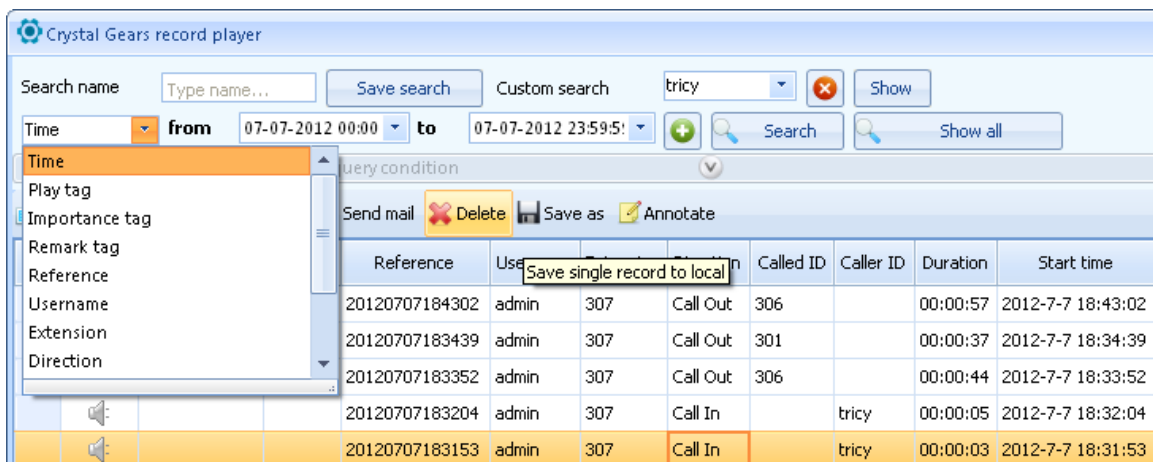 Crystal Gears record player
Search name Type name... Save search Custom search tricy Show
Time from 07-07-2012 00:00 to 07-07-2012 23:59:5 Search Show all
Time
Play tag
Importance tag
Remark tag
Reference
Username
Extension
Direction
query condition
Send mail Delete Save as Annotate
Reference Called ID Caller ID Duration Start time
Save single record to local
20120707184302 admin 307 Call Out 306 00:00:57 2012-7-7 18:43:02
20120707183439 admin 307 Call Out 301 00:00:37 2012-7-7 18:34:39
20120707183352 admin 307 Call Out 306 00:00:44 2012-7-7 18:33:52
20120707183204 admin 307 Call In tricy 00:00:05 2012-7-7 18:32:04
20120707183153 admin 307 Call In tricy 00:00:03 2012-7-7 18:31:53